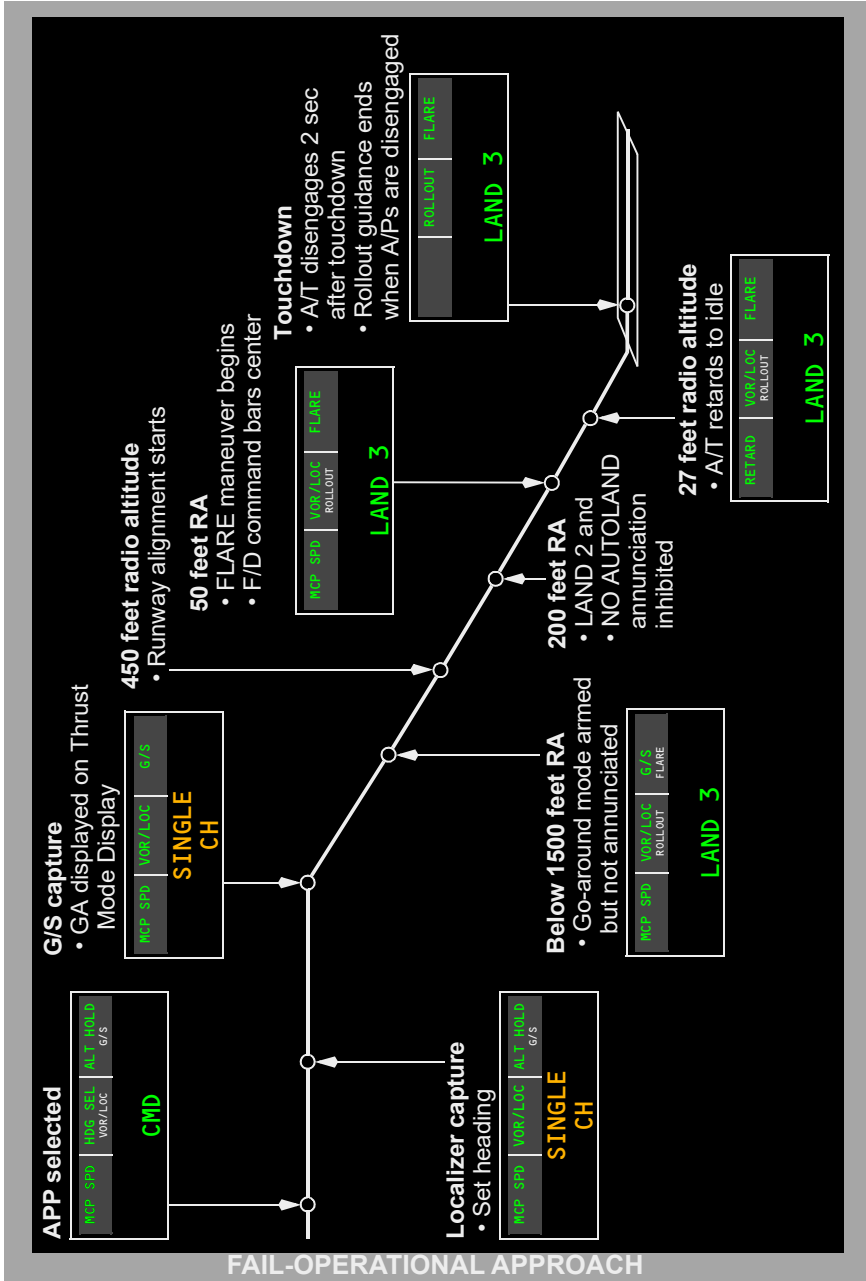 APP selected
MCP SPD HDG SEL ALT HOLD
VOR/LOC G/S
CMD
Localizer capture
• Set heading
MCP SPD VOR/LOC ALT HOLD
G/S
SINGLE
CH
G/S capture
• GA displayed on Thrust
Mode Display
MCP SPD VOR/LOC G/S
SINGLE
CH
Below 1500 feet RA
• Go-around mode armed
but not annunciated
MCP SPD VOR/LOC G/S
ROLLOUT FLARE
LAND 3
450 feet radio altitude
• Runway alignment starts
200 feet RA
• LAND 2 and
• NO AUTOLAND
annunciation
inhibited
50 feet RA
• FLARE maneuver begins
• F/D command bars center
MCP SPD VOR/LOC FLARE
ROLLOUT
LAND 3
27 feet radio altitude
• A/T retards to idle
RETARD VOR/LOC FLARE
ROLLOUT
LAND 3
Touchdown
• A/T disengages 2 sec
after touchdown
• Rollout guidance ends
when A/Ps are disengaged
ROLLOUT FLARE
LAND 3
FAIL-OPERATIONAL APPROACH